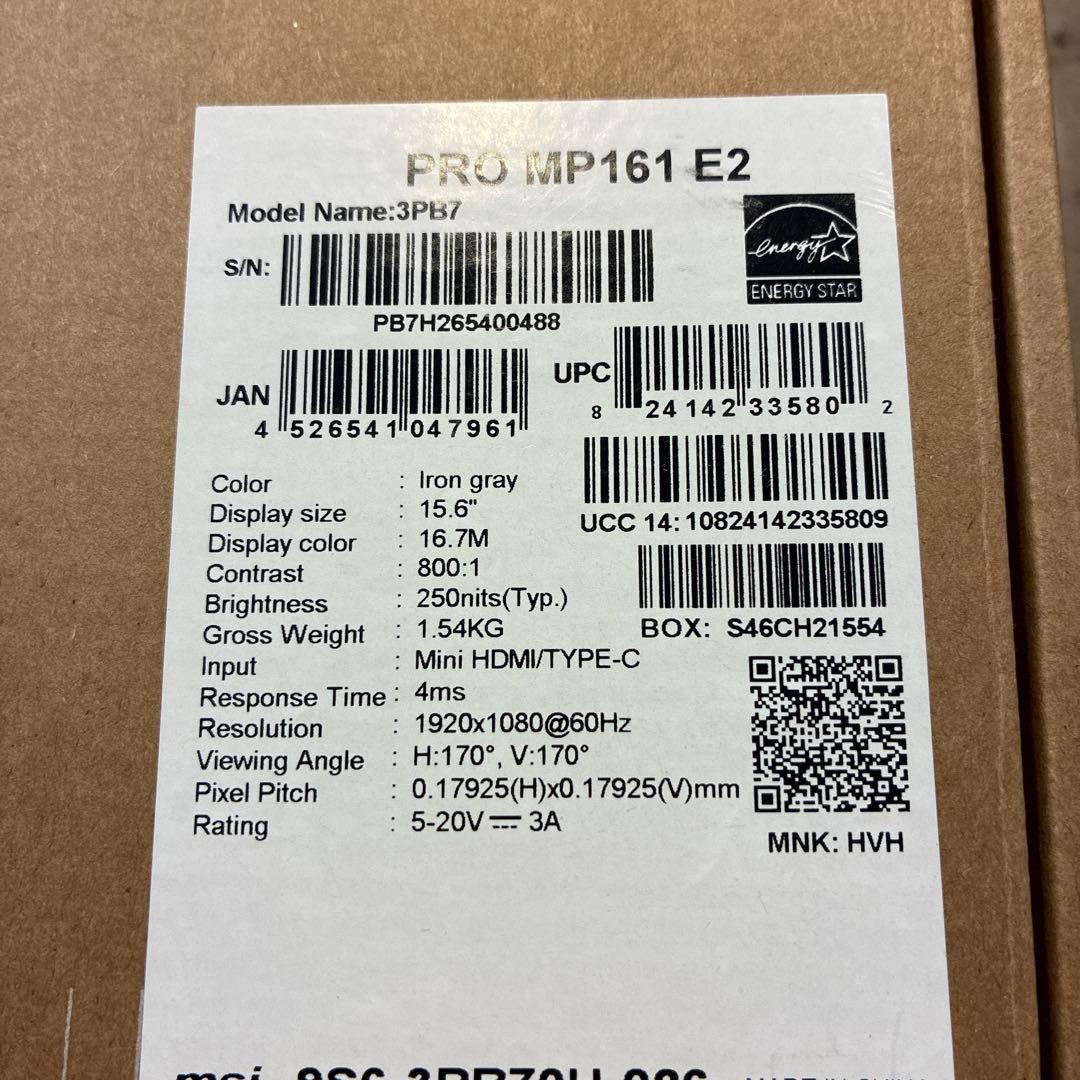 PRO MP161 E2
Model Name:3PB7
S/N:
PB7H265400488
energy
ENERGY STAR
JAN
4 526541 047961
UPC
8 24142 33580 2
UCC 14: 10824142335809
BOX: S46CH21554
Color : Iron gray
Display size : 15.6"
Display color : 16.7M
Contrast : 800:1
Brightness : 250nits(Typ.)
Gross Weight : 1.54KG
Input : Mini HDMI/TYPE-C
Response Time : 4ms
Resolution : 1920x1080@60Hz
Viewing Angle : H:170°, V:170°
Pixel Pitch : 0.17925(H)x0.17925(V)mm
Rating : 5-20V ⎓ 3A
MNK: HVH
msi